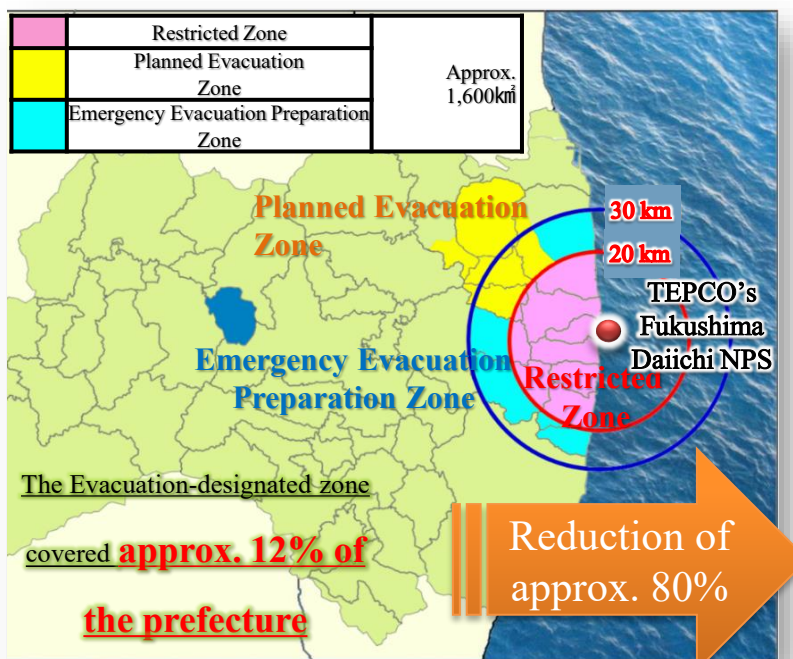 Restricted Zone
Planned Evacuation
Zone
Emergency Evacuation Preparation
Zone
Approx.
1,600㎢
Planned Evacuation
Zone
30 km
20 km
TEPCO’s
Fukushima
Daiichi NPS
Emergency Evacuation
Preparation Zone
Restricted
Zone
The Evacuation-designated zone
covered approx. 12% of
the prefecture
Reduction of
approx. 80%